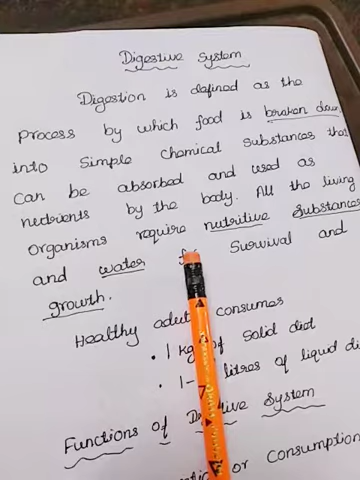 Digestive System
Digestion is defined as the
Process by which food is broken down
into Simple Chemical Substances that
Can be absorbed and used as
nutrients by the body. All the living
Organisms require nutritive Substances
and water for Survival and
growth.
Healthy adult consumes
• 1 kg of Solid diet
• 1- litres of liquid
Functions of Digestive System
or Consumption